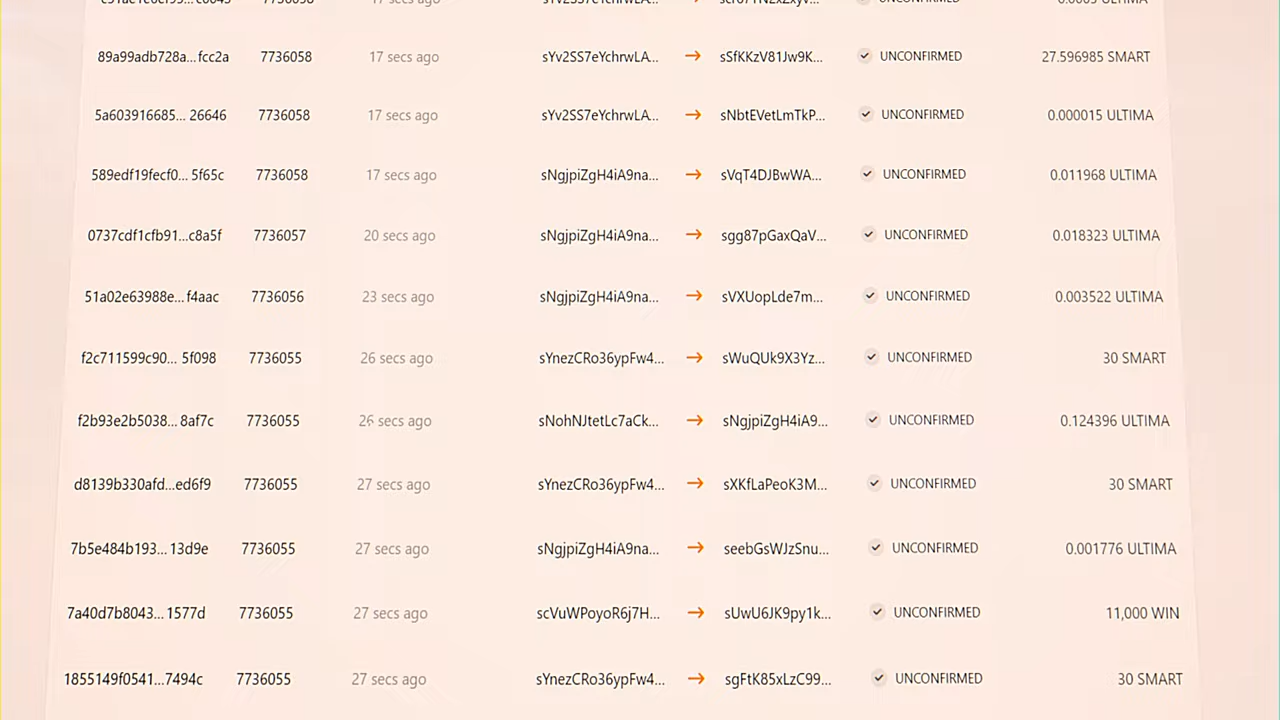 89a99adb728a... fcc2a 7736058 17 secs ago sYv2SS7eYchrwLA... → sSfKKzV81Jw9K... UNCONFIRMED 27.596985 SMART
5a603916685... 26646 7736058 17 secs ago sYv2SS7eYchrwLA... → sNbtEVetLmTkP... UNCONFIRMED 0.000015 ULTIMA
589edf19fecf0... 5f65c 7736058 17 secs ago sNgjpiZgH4iA9na... → sVqT4DJBwWA... UNCONFIRMED 0.011968 ULTIMA
0737cdf1cfb91...c8a5f 7736057 20 secs ago sNgjpiZgH4iA9na... → sgg87pGaxQaV... UNCONFIRMED 0.018323 ULTIMA
51a02e63988e... f4aac 7736056 23 secs ago sNgjpiZgH4iA9na... → sVXUopLde7m... UNCONFIRMED 0.003522 ULTIMA
f2c711599c90... 5f098 7736055 26 secs ago sYnezCRo36ypFw4... → sWuQUk9X3Yz... UNCONFIRMED 30 SMART
f2b93e2b5038... 8af7c 7736055 26 secs ago sNohNJtetLc7aCk... → sNgjpiZgH4iA9... UNCONFIRMED 0.124396 ULTIMA
d8139b330afd...ed6f9 7736055 27 secs ago sYnezCRo36ypFw4... → sXKfLaPeoK3M... UNCONFIRMED 30 SMART
7b5e484b193... 13d9e 7736055 27 secs ago sNgjpiZgH4iA9na... → seebGsWJzSnu... UNCONFIRMED 0.001776 ULTIMA
7a40d7b8043... 1577d 7736055 27 secs ago scVuWPoyoR6j7H... → sUwU6JK9py1k... UNCONFIRMED 11,000 WIN
1855149f0541...7494c 7736055 27 secs ago sYnezCRo36ypFw4... → sgFtK85xLzC99... UNCONFIRMED 30 SMART